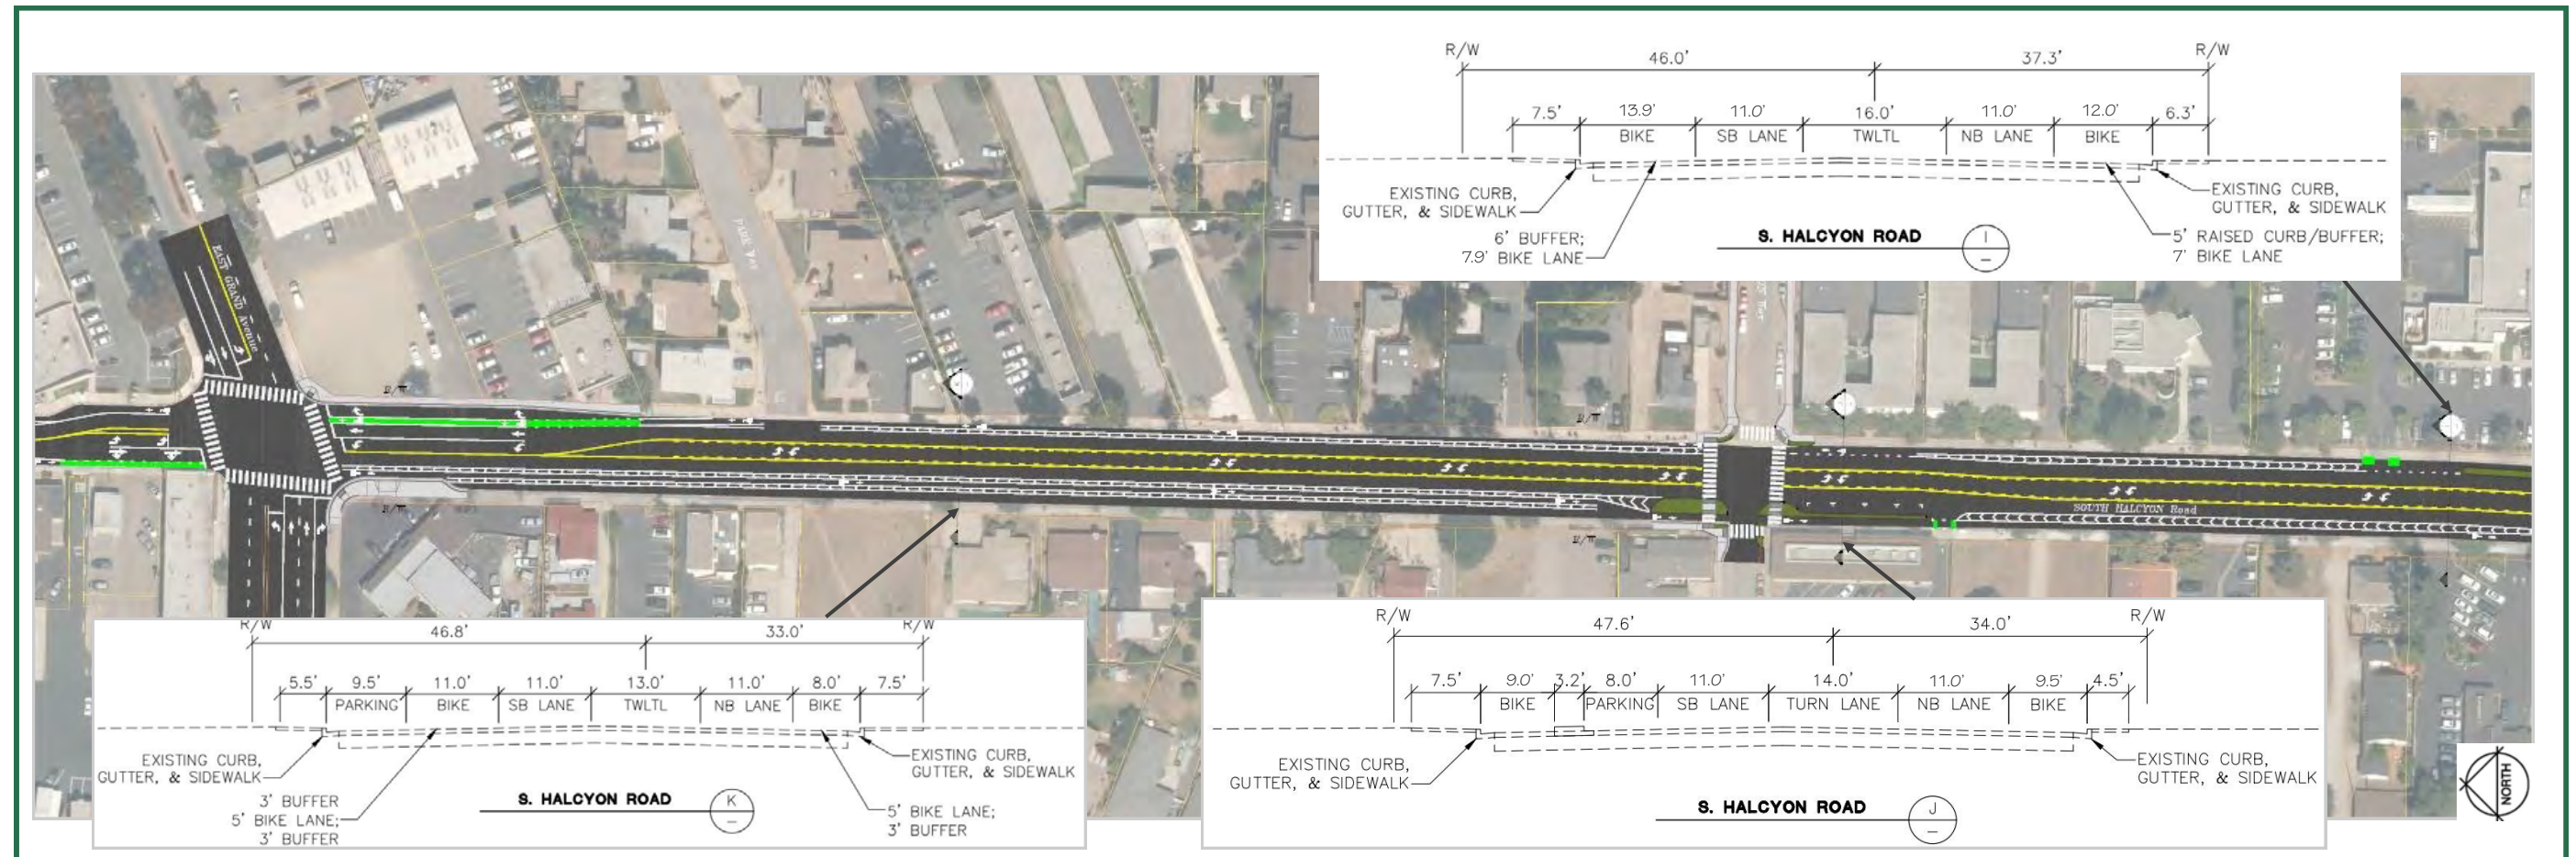 R/W R/W
46.0' 37.3'
7.5' 13.9' 11.0' 16.0' 11.0' 12.0' 6.3'
BIKE SB LANE TWLTL NB LANE BIKE
EXISTING CURB,
GUTTER, & SIDEWALK
EXISTING CURB,
GUTTER, & SIDEWALK
6' BUFFER;
7.9' BIKE LANE
S. HALCYON ROAD
I
–
5' RAISED CURB/BUFFER;
7' BIKE LANE
EAST GRAND Avenue
R/W
R/W
R/W
R/W
SOUTH HALCYON Road
R/W R/W
46.8' 33.0'
5.5' 9.5' 11.0' 11.0' 13.0' 11.0' 8.0' 7.5'
PARKING BIKE SB LANE TWLTL NB LANE BIKE
EXISTING CURB,
GUTTER, & SIDEWALK
EXISTING CURB,
GUTTER, & SIDEWALK
3' BUFFER
5' BIKE LANE;
3' BUFFER
S. HALCYON ROAD
K
–
5' BIKE LANE;
3' BUFFER
R/W R/W
47.6' 34.0'
7.5' 9.0' 3.2' 8.0' 11.0' 14.0' 11.0' 9.5' 4.5'
BIKE PARKING SB LANE TURN LANE NB LANE BIKE
EXISTING CURB,
GUTTER, & SIDEWALK
EXISTING CURB,
GUTTER, & SIDEWALK
S. HALCYON ROAD
J
–
NORTH